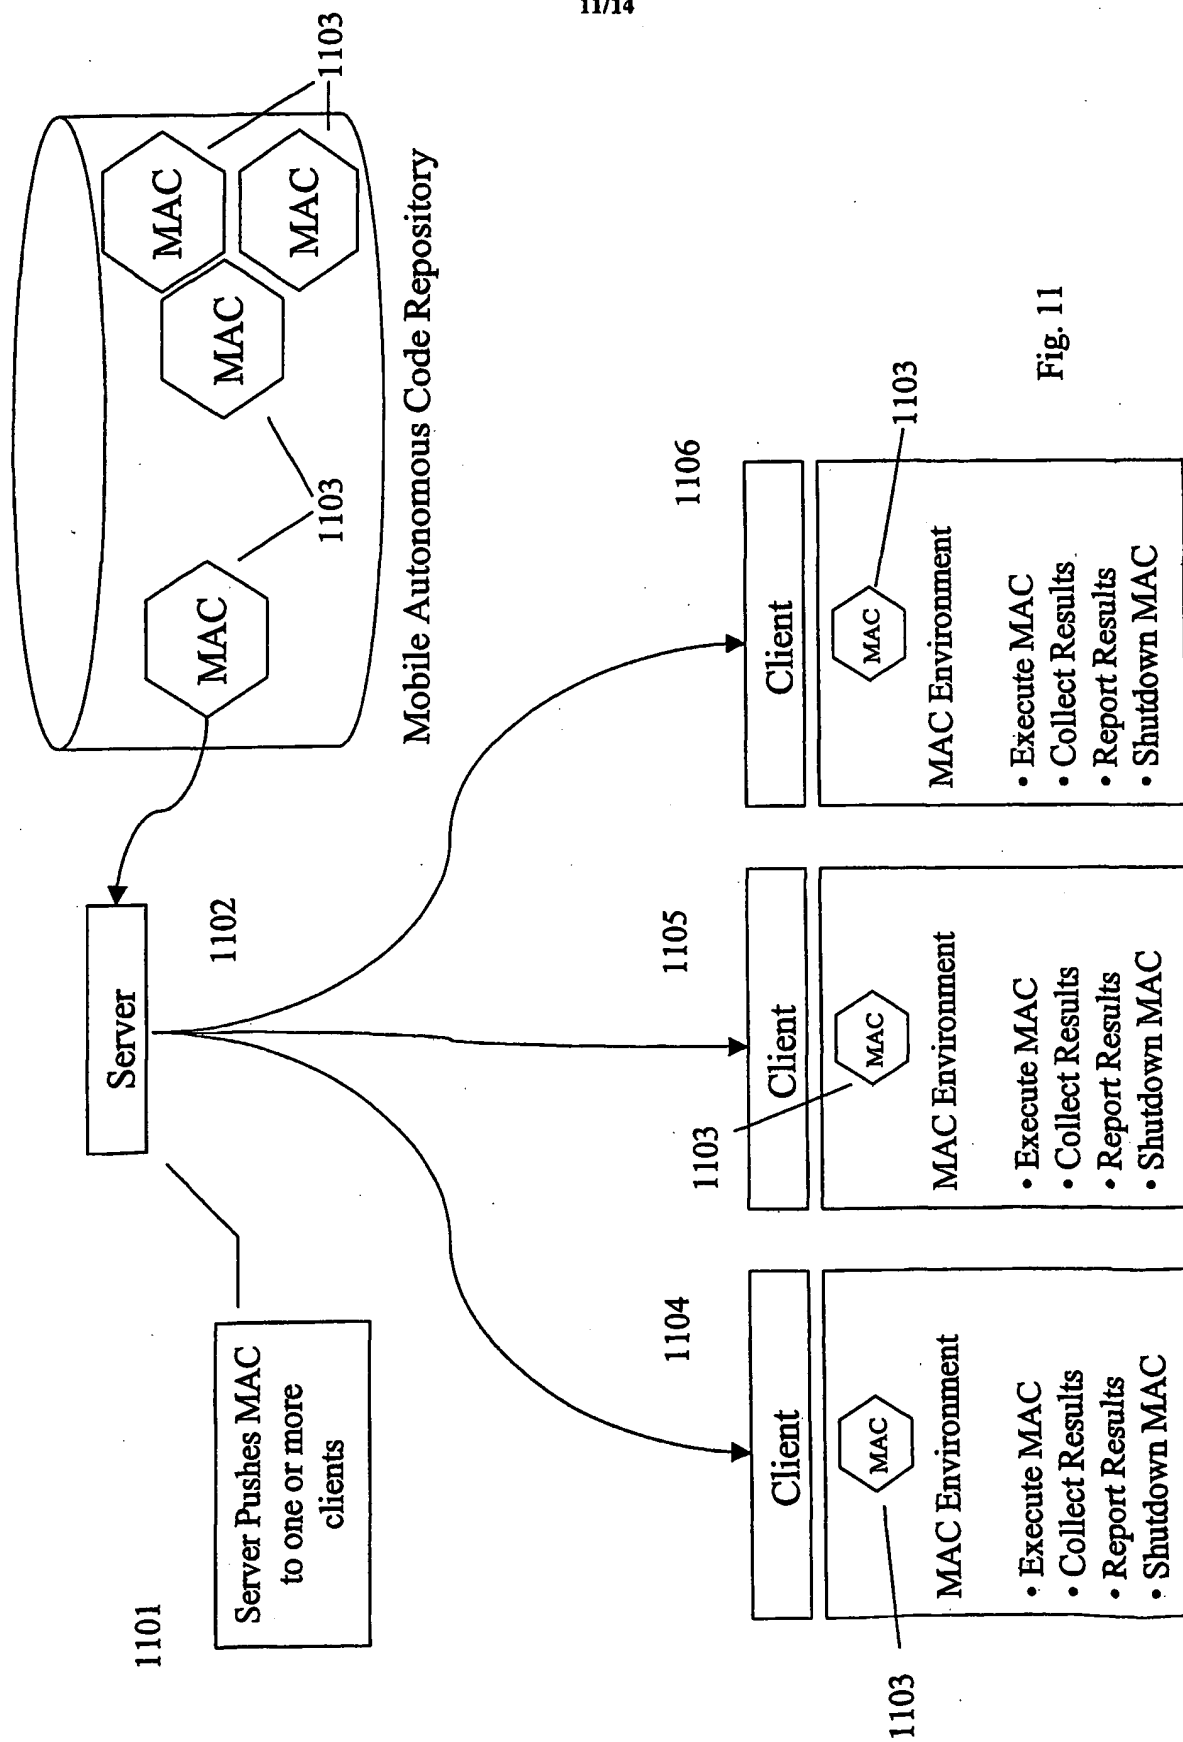 11/14
1101
Server Pushes MAC
to one or more
clients
Server
1102
MAC
MAC
MAC
MAC
1103
1103
Mobile Autonomous Code Repository
1104
Client
MAC
1103
MAC Environment
• Execute MAC
• Collect Results
• Report Results
• Shutdown MAC
1105
Client
1103
MAC
MAC Environment
• Execute MAC
• Collect Results
• Report Results
• Shutdown MAC
1106
Client
MAC
1103
MAC Environment
• Execute MAC
• Collect Results
• Report Results
• Shutdown MAC
Fig. 11